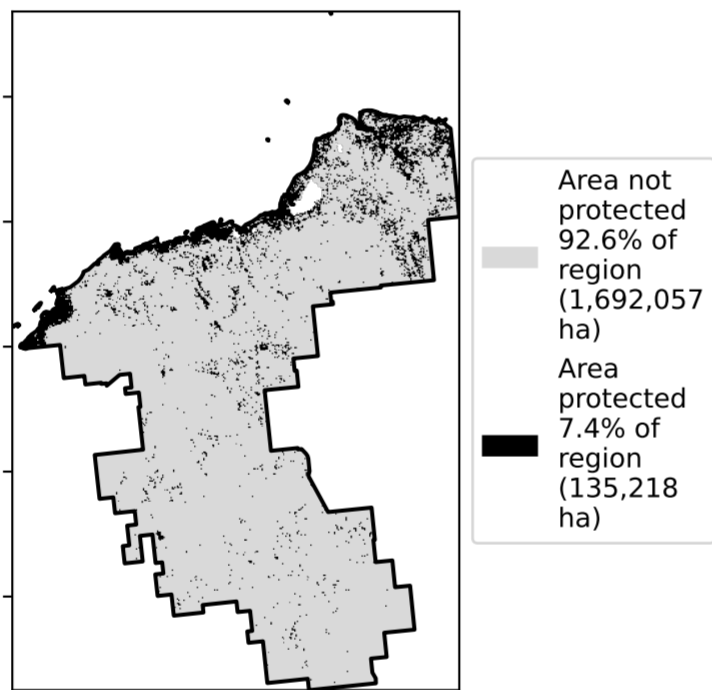 Area not
protected
92.6% of
region
(1,692,057
ha)
Area
protected
7.4% of
region
(135,218
ha)